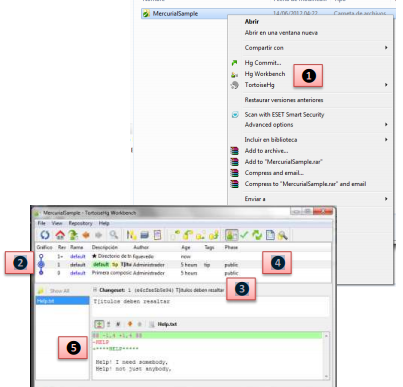 MercurialSample
14/06/2012 04:22
Carpeta de archivos
Abrir
Abrir en una ventana nueva
Compartir con
Hg Commit...
Hg Workbench
1
TortoiseHg
Restaurar versiones anteriores
Scan with ESET Smart Security
Advanced options
Incluir en biblioteca
Add to archive...
Add to "MercurialSample.rar"
Compress and email...
Compress to "MercurialSample.rar" and email
Enviar a
MercurialSample - TortoiseHg Workbench
File View Repository Help
Gráfico Rev Rama Descripción Author Age Tags Phase
2
1+ default ★ Directorio de tr figuevedo now
1 default default tip Administrador 5 hours tip public
4
0 default Primera composic Administrador 5 hours public
3
Show All
Changeset: 1 Títulos deben resaltar
Help.txt
Títulos deben resaltar
Help.txt
5
@@ -1,4 +1,4 @@
-HELP
+****HELP*****
Help! I need somebody,
Help! not just anybody,